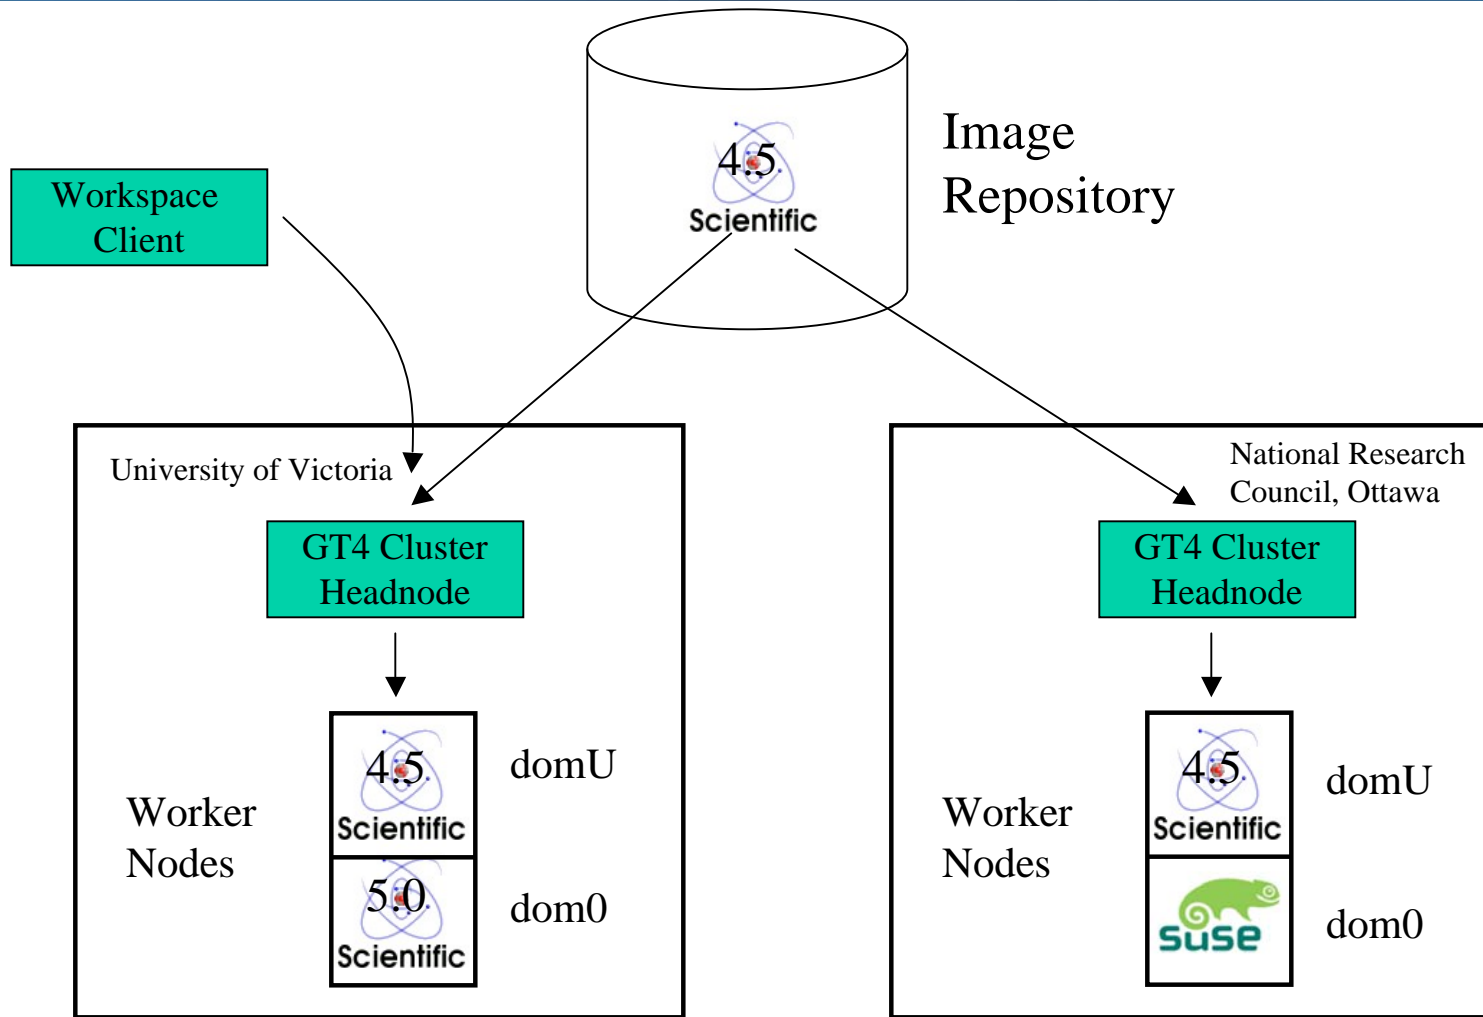 4.5
Scientific
Image
Repository
Workspace
Client
University of Victoria
GT4 Cluster
Headnode
Worker
Nodes
4.5
Scientific
domU
5.0
Scientific
dom0
National Research
Council, Ottawa
GT4 Cluster
Headnode
Worker
Nodes
4.5
Scientific
domU
suse
dom0